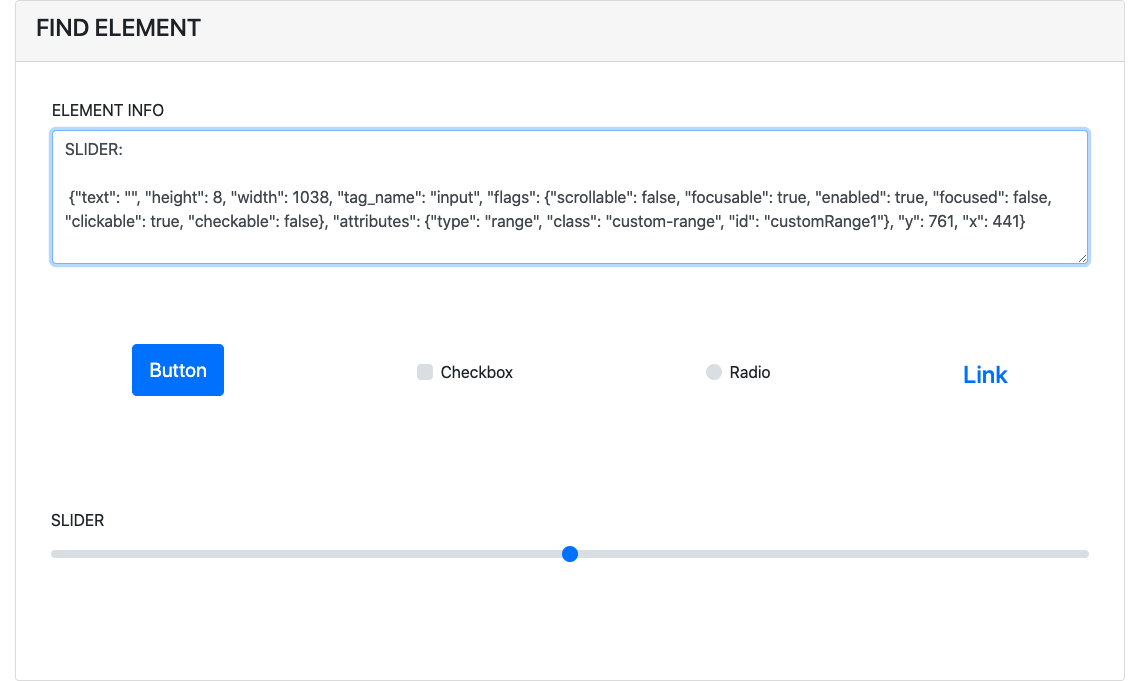 FIND ELEMENT
ELEMENT INFO
SLIDER:
{"text": "", "height": 8, "width": 1038, "tag_name": "input", "flags": {"scrollable": false, "focusable": true, "enabled": true, "focused": false,
"clickable": true, "checkable": false}, "attributes": {"type": "range", "class": "custom-range", "id": "customRange1"}, "y": 761, "x": 441}
Button
Checkbox
Radio
Link
SLIDER